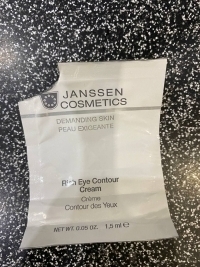 JANSSEN
COSMETICS
DEMANDING SKIN
PEAU EXIGEANTE
Rich Eye Contour
Cream
Crème
Contour des Yeux
NET WT. 0.05 OZ. 1,5 ml ℮